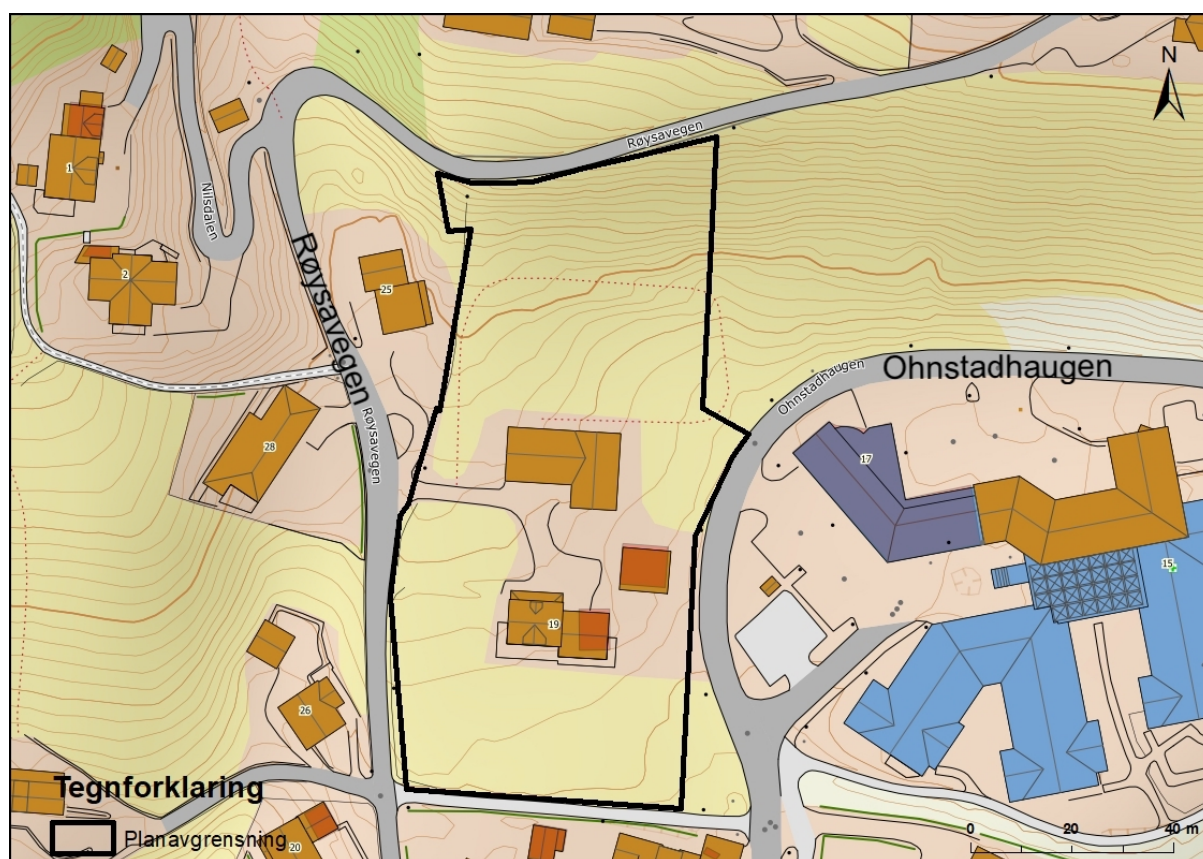 N
Røysavegen
1
Nilsdalen
2
Røysavegen
25
Røysavegen
Ohnstadhaugen
Ohnstadhaugen
28
17
15
19
26
Tegnforklaring
Planavgrensning
20
0 20 40 m